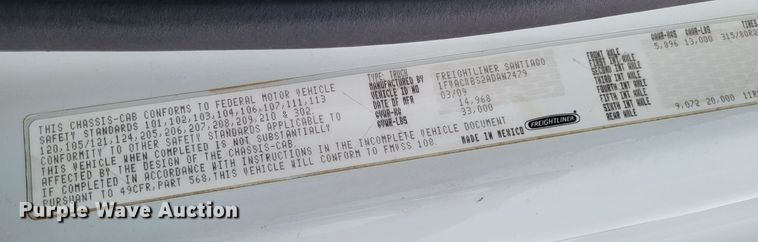 THIS CHASSIS-CAB CONFORMS TO FEDERAL MOTOR VEHICLE
SAFETY STANDARDS 101,102,103,104,106,107,111,113
120,105/121,124,205,206,207,208,209,210 & 302
CONFORMITY TO OTHER SAFETY STANDARDS APPLICABLE TO
THIS VEHICLE WHEN COMPLETED IS NOT SUBSTANTIALLY
AFFECTED BY THE DESIGN OF THE CHASSIS-CAB.
IF COMPLETED IN ACCORDANCE WITH INSTRUCTIONS IN THE INCOMPLETE VEHICLE DOCUMENT
PURSUANT TO 49CFR,PART 568,THIS VEHICLE WILL CONFORM TO FMVSS 108.
TYPE: TRUCK
MANUFACTURED BY FREIGHTLINER SANTIAGO
VEHICLE ID NO
DATE OF MFR 03/09
GVWR-KG 14,968
GVWR-LBS 33,000
MADE IN MEXICO
FREIGHTLINER
GAWR-KGS GAWR-LBS TIRES
FRONT AXLE 5,896 13,000 315/80R2
FIRST INT AXLE
SECOND INT AXLE
THIRD INT AXLE
FOURTH INT AXLE
FIFTH INT AXLE
REAR AXLE 9,072 20,000 11R
Purple Wave Auction